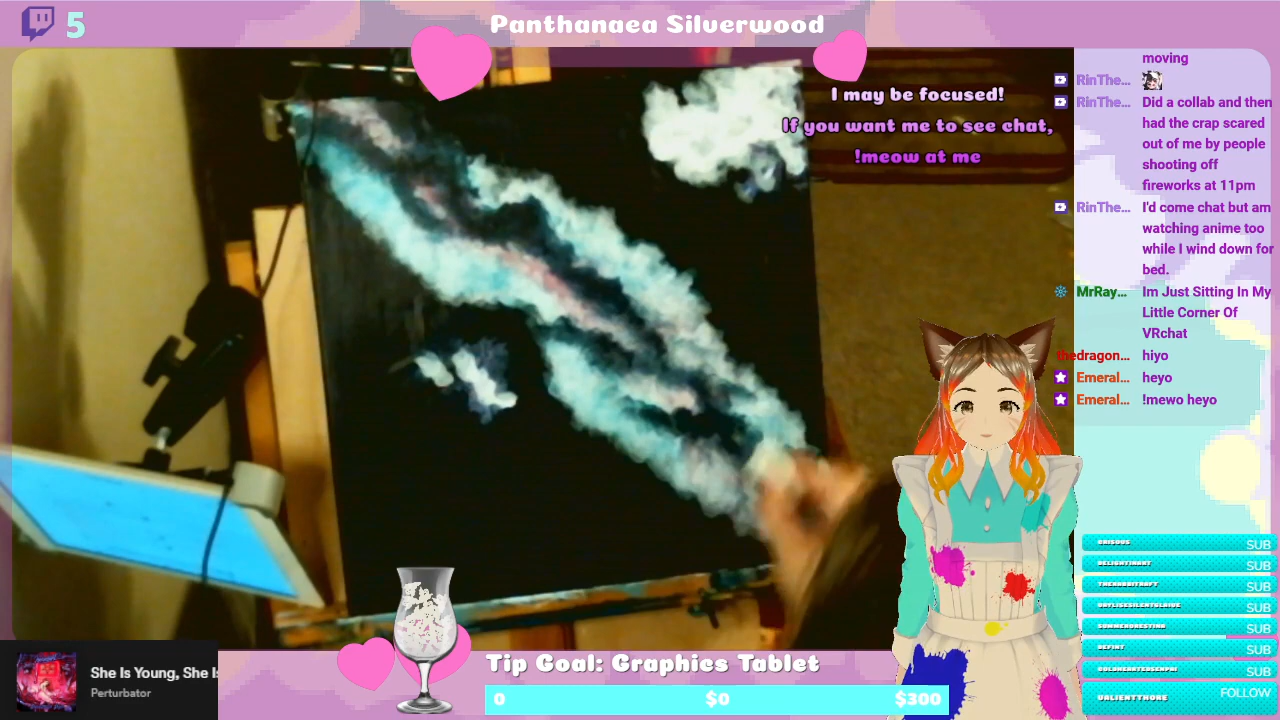 5
Panthanaea Silverwood
I may be focused!
If you want me to see chat,
!meow at me
moving
RinThe...
RinThe... Did a collab and then
had the crap scared
out of me by people
shooting off
fireworks at 11pm
RinThe... I'd come chat but am
watching anime too
while I wind down for
bed.
MrRay... Im Just Sitting In My
Little Corner Of
VRchat
thedragon... hiyo
Emeral... heyo
Emeral... !mewo heyo
SUB
SUB
SUB
SUB
SUB
SUB
SUB
FOLLOW
She Is Young, She Is
Perturbator
Tip Goal: Graphics Tablet
0 $0 $300